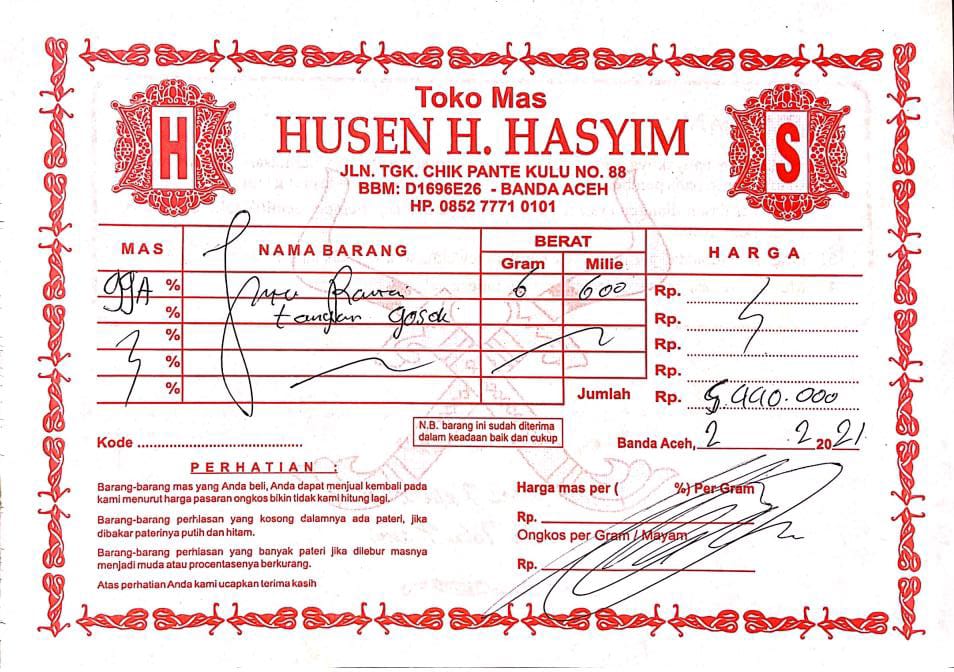 Toko Mas
H
HUSEN H. HASYIM
S
JLN. TGK. CHIK PANTE KULU NO. 88
BBM: D1696E26 - BANDA ACEH
HP. 0852 7771 0101
MAS NAMA BARANG BERAT HARGA
Gram Milie
99A % Rantai 6 600 Rp.
% tangan gosok Rp.
% Rp.
% Rp.
% Jumlah Rp. 5.990.000
N.B. barang ini sudah diterima
dalam keadaan baik dan cukup
Kode
Banda Aceh, 2 2 2021
PERHATIAN :
Barang-barang mas yang Anda beli, Anda dapat menjual kembali pada
kami menurut harga pasaran ongkos bikin tidak kami hitung lagi.
Barang-barang perhiasan yang kosong dalamnya ada pateri, jika
dibakar paterinya putih dan hitam.
Barang-barang perhiasan yang banyak pateri jika dilebur masnya
menjadi muda atau procentasenya berkurang.
Atas perhatian Anda kami ucapkan terima kasih
Harga mas per ( %) Per Gram
Rp.
Ongkos per Gram / Mayam
Rp.